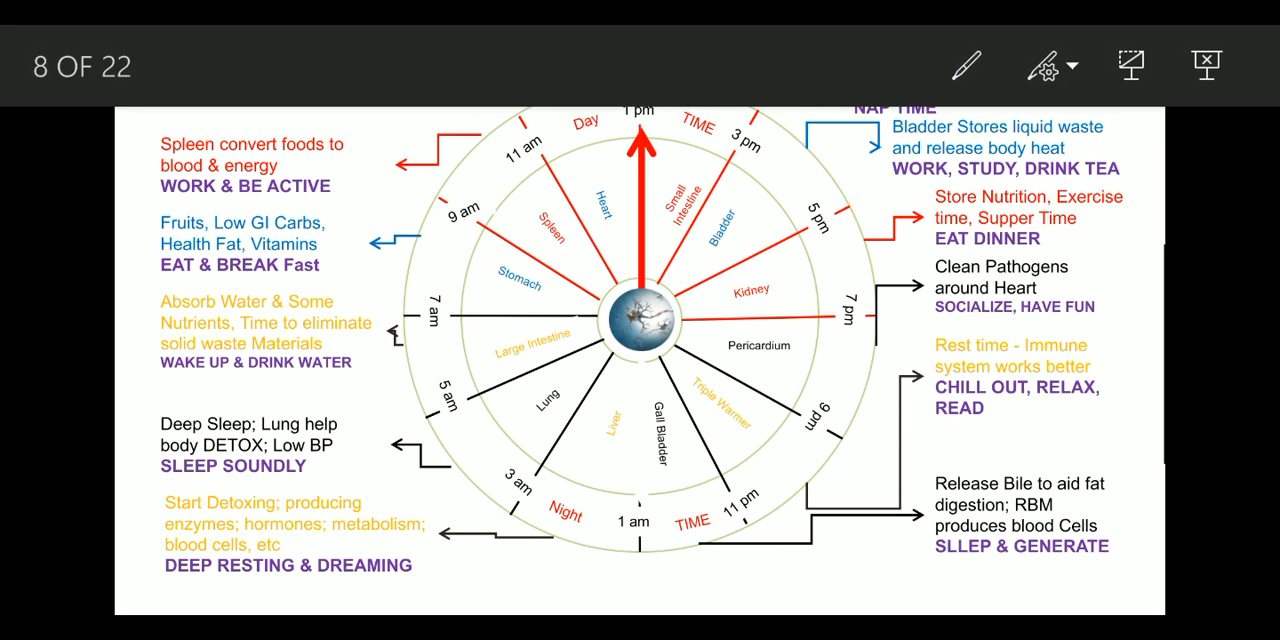 8 OF 22
NAP TIME
Spleen convert foods to
blood & energy
WORK & BE ACTIVE
Fruits, Low GI Carbs,
Health Fat, Vitamins
EAT & BREAK Fast
Absorb Water & Some
Nutrients, Time to eliminate
solid waste Materials
WAKE UP & DRINK WATER
Deep Sleep; Lung help
body DETOX; Low BP
SLEEP SOUNDLY
Start Detoxing; producing
enzymes; hormones; metabolism;
blood cells, etc
DEEP RESTING & DREAMING
Day
1 pm
TIME
3 pm
5 pm
7 pm
9 pm
11 pm
TIME
1 am
Night
3 am
5 am
7 am
9 am
11 am
Heart
Small
Intestine
Bladder
Kidney
Pericardium
Triple Warmer
Gall Bladder
Liver
Lung
Large Intestine
Stomach
Spleen
Bladder Stores liquid waste
and release body heat
WORK, STUDY, DRINK TEA
Store Nutrition, Exercise
time, Supper Time
EAT DINNER
Clean Pathogens
around Heart
SOCIALIZE, HAVE FUN
Rest time - Immune
system works better
CHILL OUT, RELAX,
READ
Release Bile to aid fat
digestion; RBM
produces blood Cells
SLLEP & GENERATE